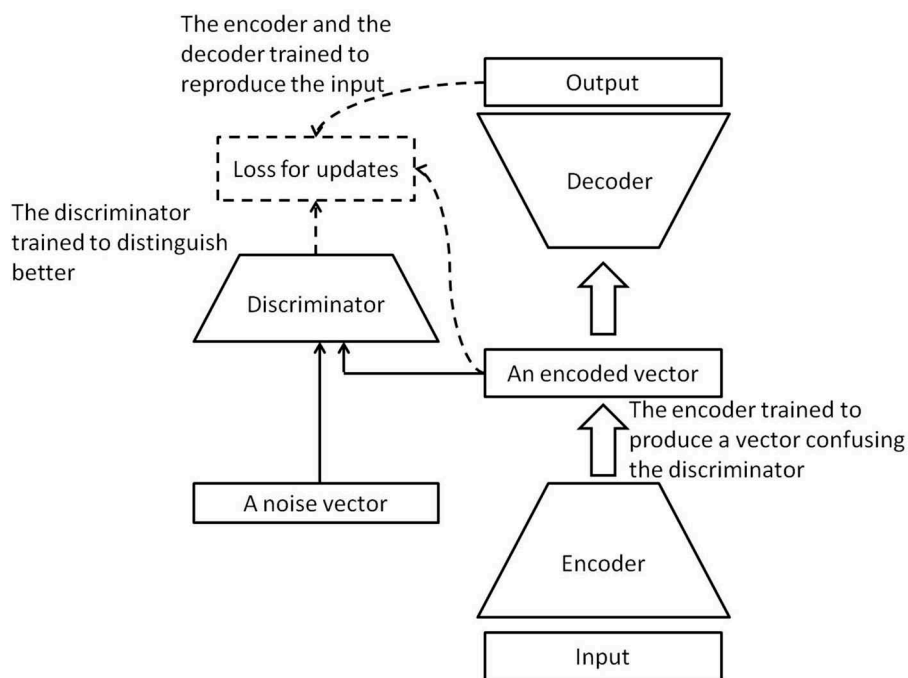 The encoder and the
decoder trained to
reproduce the input
Output
Loss for updates
Decoder
The discriminator
trained to distinguish
better
Discriminator
An encoded vector
The encoder trained to
produce a vector confusing
the discriminator
A noise vector
Encoder
Input